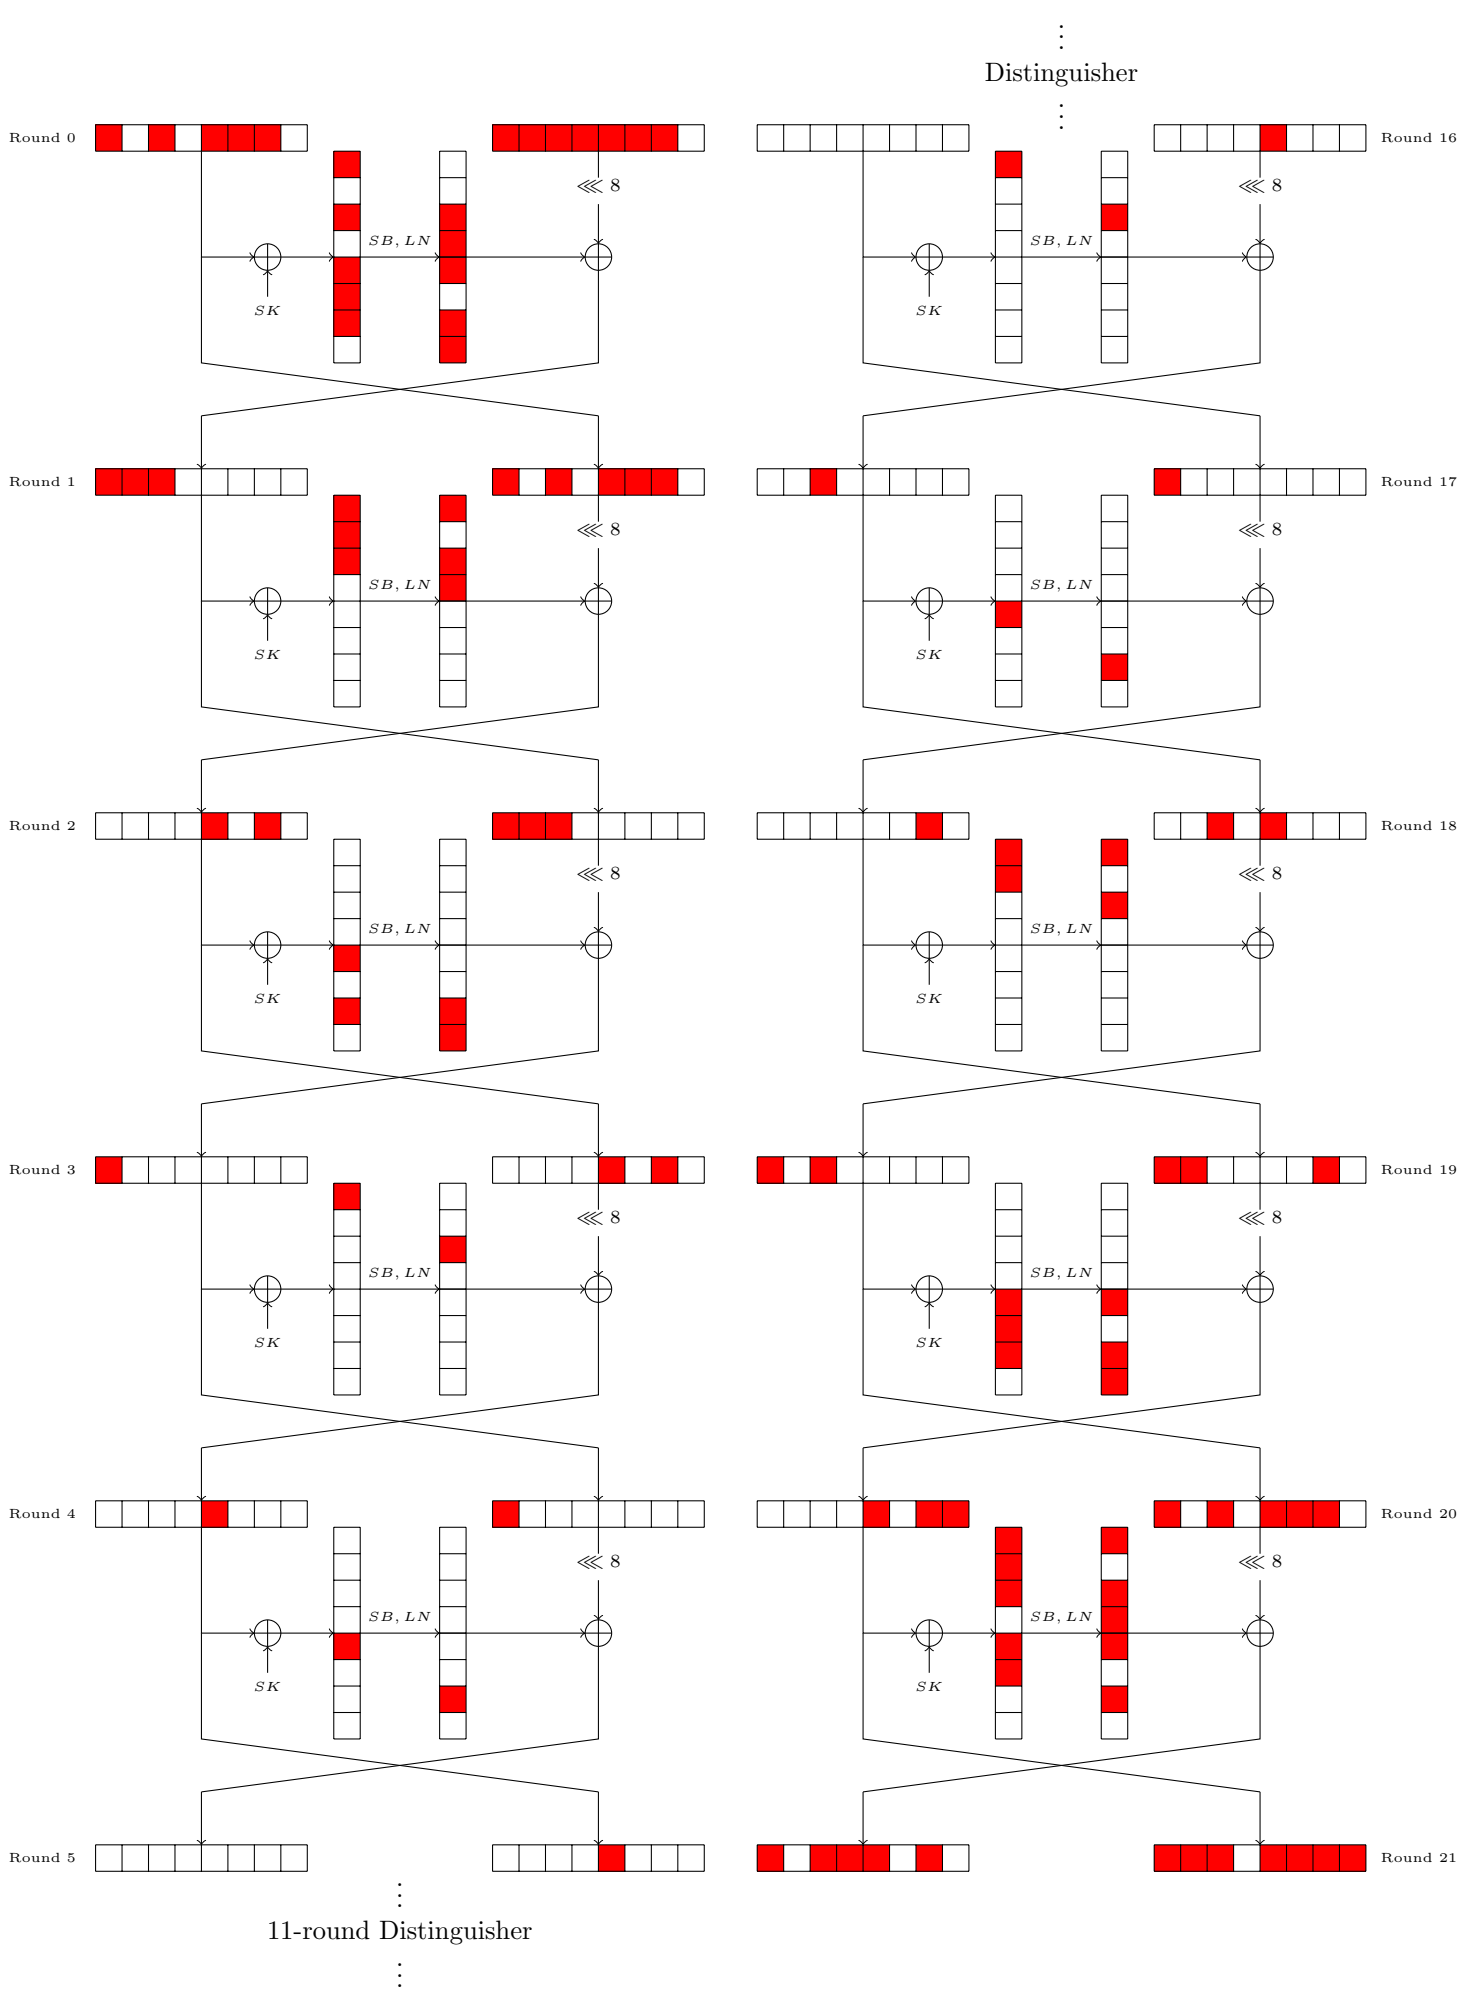 ⋮
Distinguisher
⋮
Round 0
Round 16
⋘ 8
⋘ 8
SB, LN
SB, LN
SK
SK
Round 1
Round 17
⋘ 8
⋘ 8
SB, LN
SB, LN
SK
SK
Round 2
Round 18
⋘ 8
⋘ 8
SB, LN
SB, LN
SK
SK
Round 3
Round 19
⋘ 8
⋘ 8
SB, LN
SB, LN
SK
SK
Round 4
Round 20
⋘ 8
⋘ 8
SB, LN
SB, LN
SK
SK
Round 5
Round 21
⋮
11-round Distinguisher
⋮